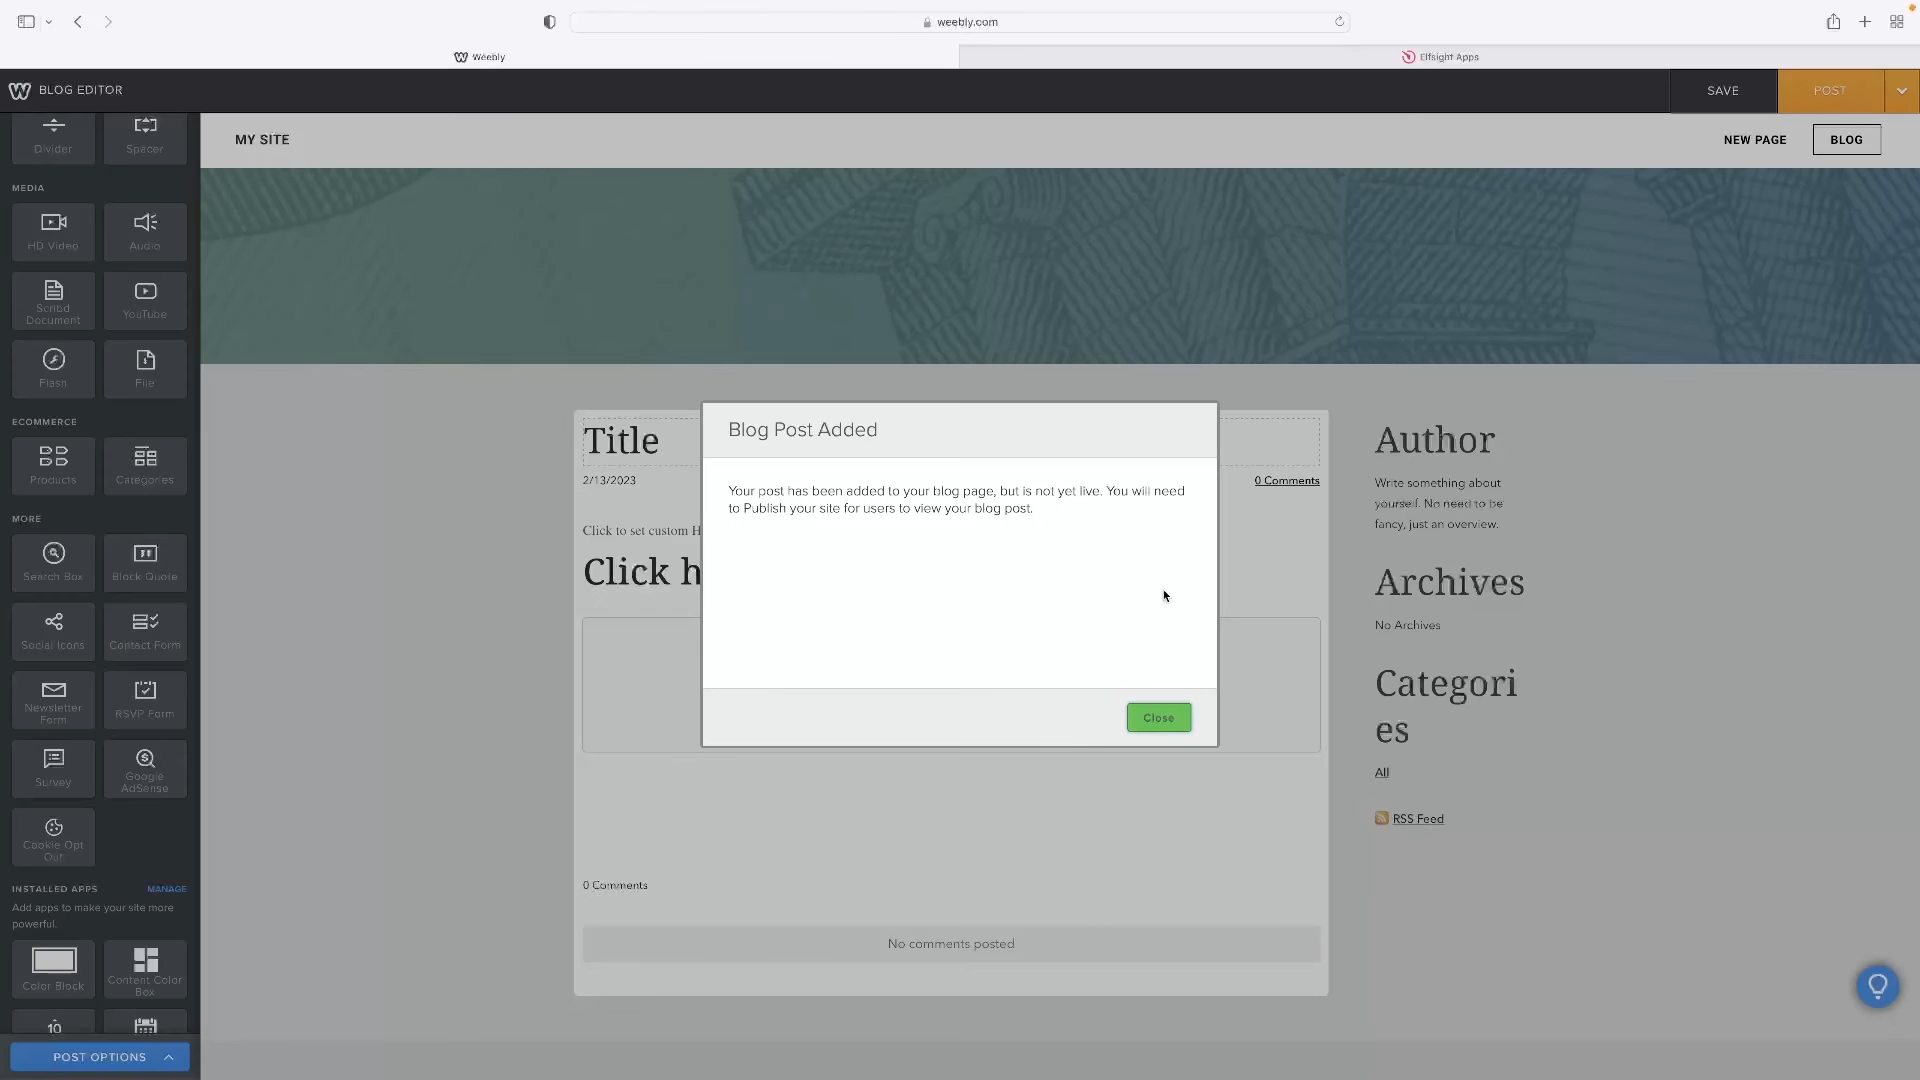 weebly.com
Weebly
Elfsight Apps
BLOG EDITOR
SAVE
POST
Divider
Spacer
MY SITE
NEW PAGE
BLOG
MEDIA
HD Video
Audio
Scribd
Document
YouTube
Flash
File
ECOMMERCE
Products
Categories
MORE
Search Box
Block Quote
Social Icons
Contact Form
Newsletter
Form
RSVP Form
Survey
Google
AdSense
Cookie Opt
Out
INSTALLED APPS
MANAGE
Add apps to make your site more
powerful.
Color Block
Content Color
Box
10
POST OPTIONS
Title
2/13/2023
0 Comments
Click to set custom H
Click h
0 Comments
No comments posted
Blog Post Added
Your post has been added to your blog page, but is not yet live. You will need
to Publish your site for users to view your blog post.
Close
Author
Write something about
yourself. No need to be
fancy, just an overview.
Archives
No Archives
Categori
es
All
RSS Feed